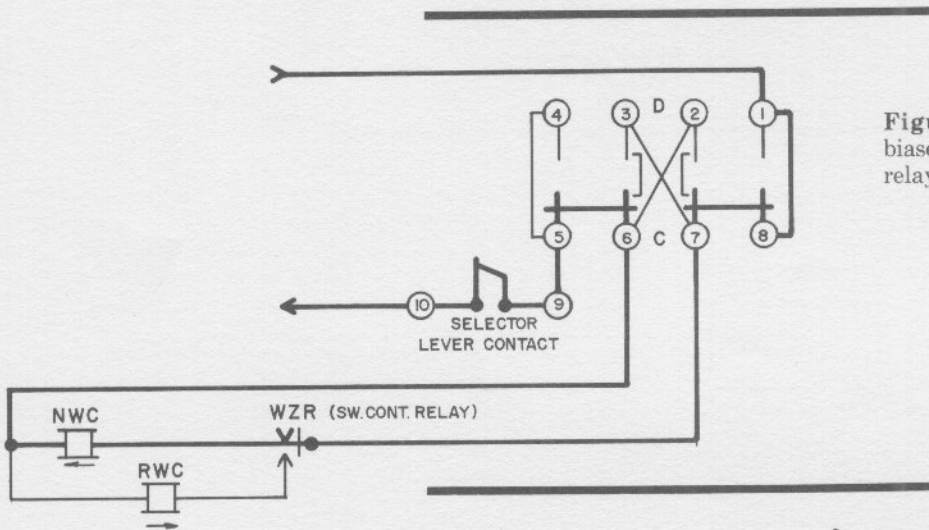 4 3 D 2 1
Figu
biase
relay
5 6 C 7 8
10 9
SELECTOR
LEVER CONTACT
NWC WZR (SW. CONT. RELAY)
RWC